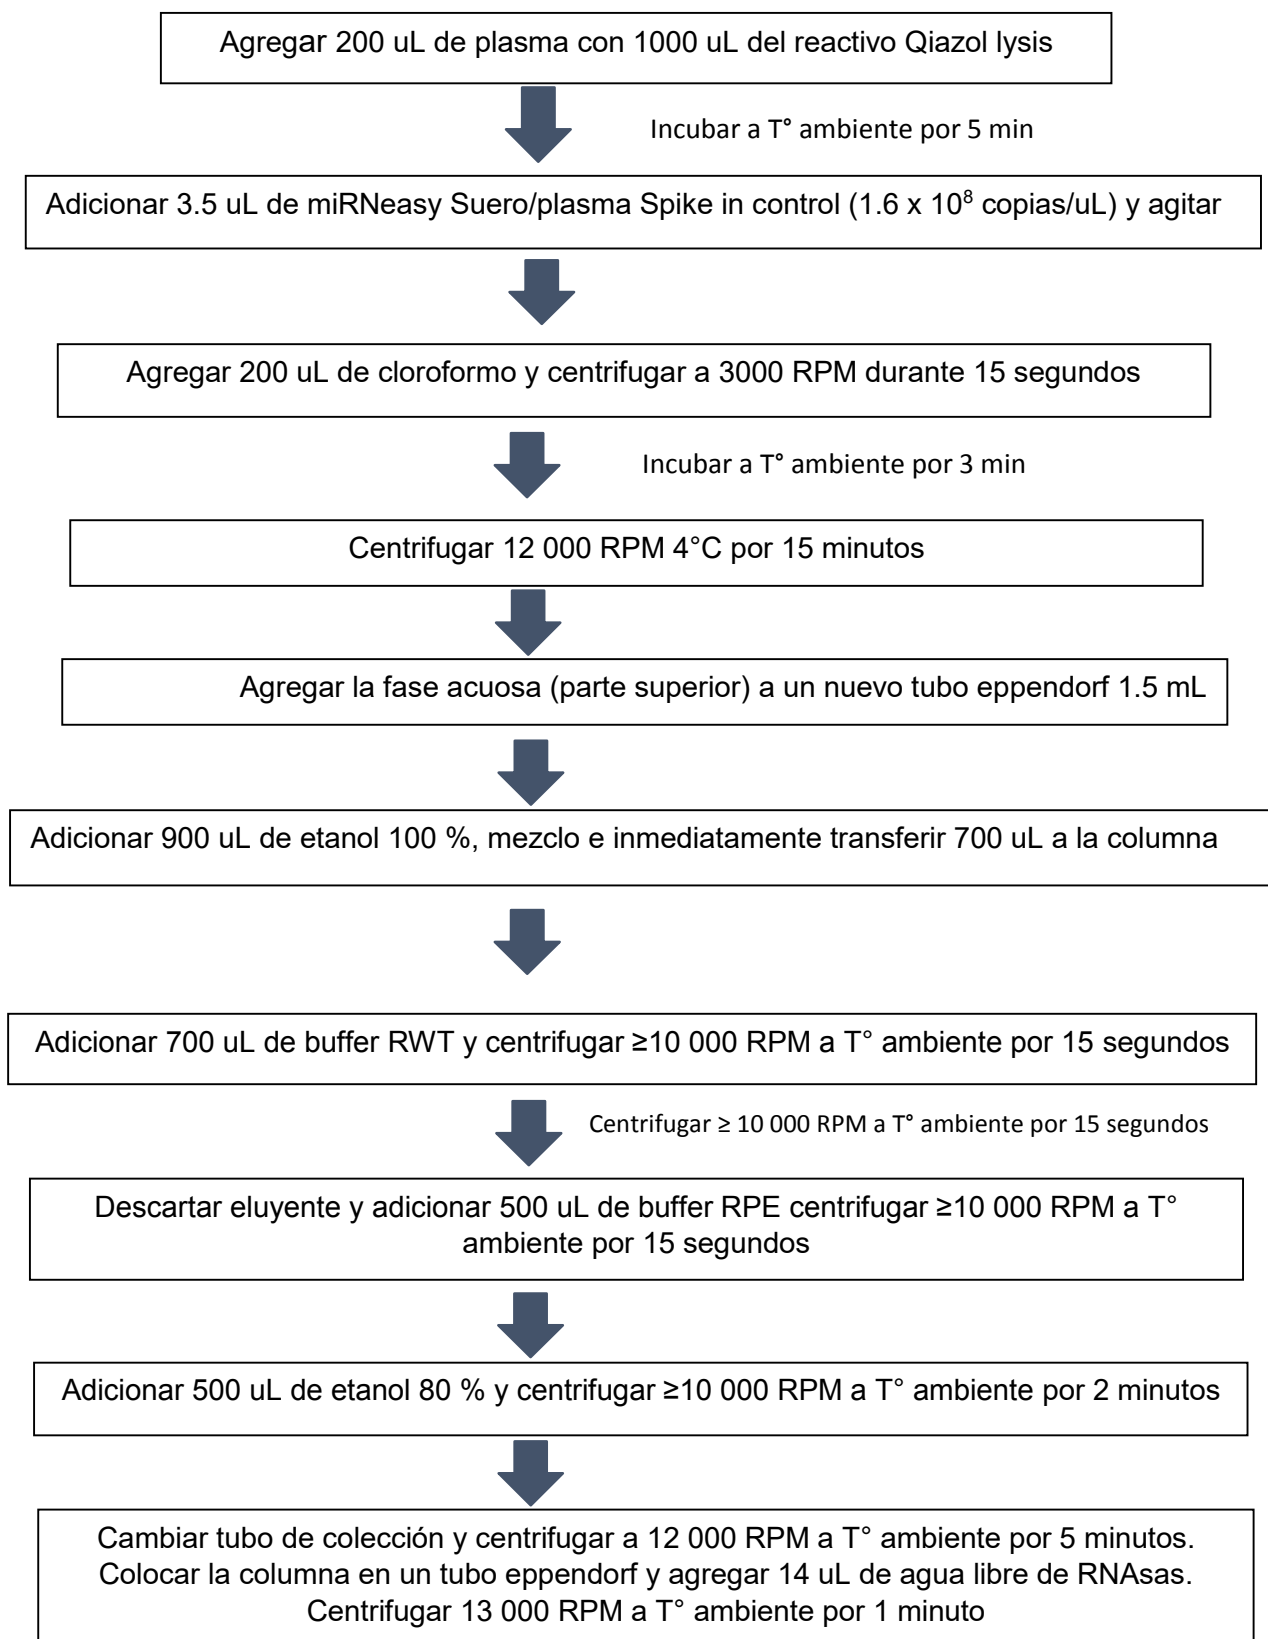 Agregar 200 uL de plasma con 1000 uL del reactivo Qiazol lysis
Incubar a T° ambiente por 5 min
Adicionar 3.5 uL de miRNeasy Suero/plasma Spike in control (1.6 x 10⁸ copias/uL) y agitar
Agregar 200 uL de cloroformo y centrifugar a 3000 RPM durante 15 segundos
Incubar a T° ambiente por 3 min
Centrifugar 12 000 RPM 4°C por 15 minutos
Agregar la fase acuosa (parte superior) a un nuevo tubo eppendorf 1.5 mL
Adicionar 900 uL de etanol 100 %, mezclo e inmediatamente transferir 700 uL a la columna
Adicionar 700 uL de buffer RWT y centrifugar ≥10 000 RPM a T° ambiente por 15 segundos
Centrifugar ≥ 10 000 RPM a T° ambiente por 15 segundos
Descartar eluyente y adicionar 500 uL de buffer RPE centrifugar ≥10 000 RPM a T°
ambiente por 15 segundos
Adicionar 500 uL de etanol 80 % y centrifugar ≥10 000 RPM a T° ambiente por 2 minutos
Cambiar tubo de colección y centrifugar a 12 000 RPM a T° ambiente por 5 minutos.
Colocar la columna en un tubo eppendorf y agregar 14 uL de agua libre de RNAsas.
Centrifugar 13 000 RPM a T° ambiente por 1 minuto